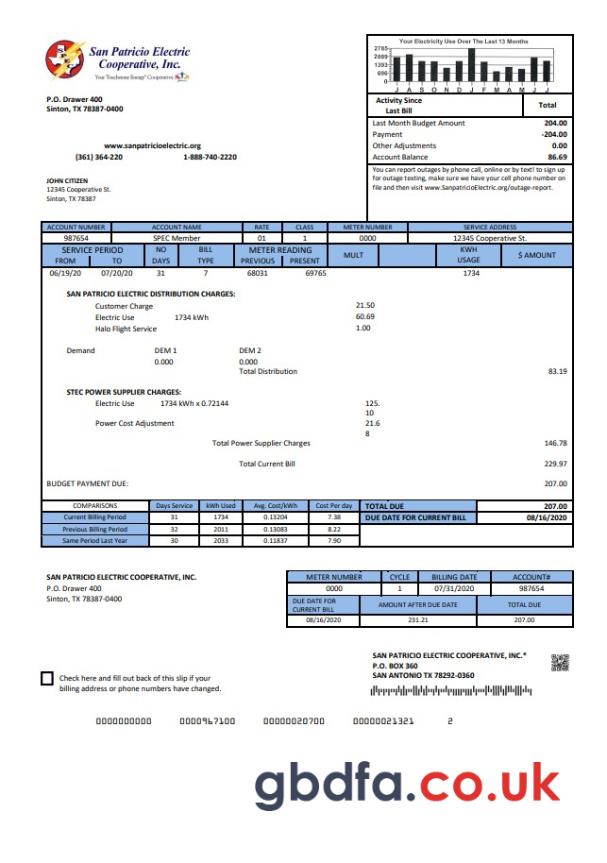 San Patricio Electric
Cooperative, Inc.
Your Touchstone Energy® Cooperative
P.O. Drawer 400
Sinton, TX 78387-0400
www.sanpatricioelectric.org
(361) 364-220 1-888-740-2220
JOHN CITIZEN
12345 Cooperative St.
Sinton, TX 78387
Your Electricity Use Over The Last 13 Months
2785
2089
1393
696
0
J A S O N D J F M A M J J
Activity Since
Last Bill
Total
Last Month Budget Amount 204.00
Payment -204.00
Other Adjustments 0.00
Account Balance 86.69
You can report outages by phone call, online or by text! to sign up
for outage texting, make sure we have your cell phone number on
file and then visit www.SanpatricioElectric.org/outage-report.
ACCOUNT NUMBER ACCOUNT NAME RATE CLASS METER NUMBER SERVICE ADDRESS
987654 SPEC Member 01 1 0000 12345 Cooperative St.
SERVICE PERIOD NO BILL METER READING MULT KWH $ AMOUNT
FROM TO DAYS TYPE PREVIOUS PRESENT USAGE
06/19/20 07/20/20 31 7 68031 69765 1734
SAN PATRICIO ELECTRIC DISTRIBUTION CHARGES:
Customer Charge 21.50
Electric Use 1734 kWh 60.69
Halo Flight Service 1.00
Demand DEM 1 DEM 2
0.000 0.000
Total Distribution 83.19
STEC POWER SUPPLIER CHARGES:
Electric Use 1734 kWh x 0.72144 125.
10
Power Cost Adjustment 21.6
8
Total Power Supplier Charges 146.78
Total Current Bill 229.97
BUDGET PAYMENT DUE: 207.00
COMPARISONS Days Service kWh Used Avg. Cost/kWh Cost Per day TOTAL DUE 207.00
Current Billing Period 31 1734 0.13204 7.38 DUE DATE FOR CURRENT BILL 08/16/2020
Previous Billing Period 32 2011 0.13083 8.22
Same Period Last Year 30 2033 0.11837 7.90
SAN PATRICIO ELECTRIC COOPERATIVE, INC.
P.O. Drawer 400
Sinton, TX 78387-0400
METER NUMBER CYCLE BILLING DATE ACCOUNT#
0000 1 07/31/2020 987654
DUE DATE FOR
CURRENT BILL AMOUNT AFTER DUE DATE TOTAL DUE
08/16/2020 231.21 207.00
SAN PATRICIO ELECTRIC COOPERATIVE, INC.*
P.O. BOX 360
SAN ANTONIO TX 78292-0360
Check here and fill out back of this slip if your
billing address or phone numbers have changed.
0000000000 0000967100 00000020700 00000021321 2
gbdfa.co.uk